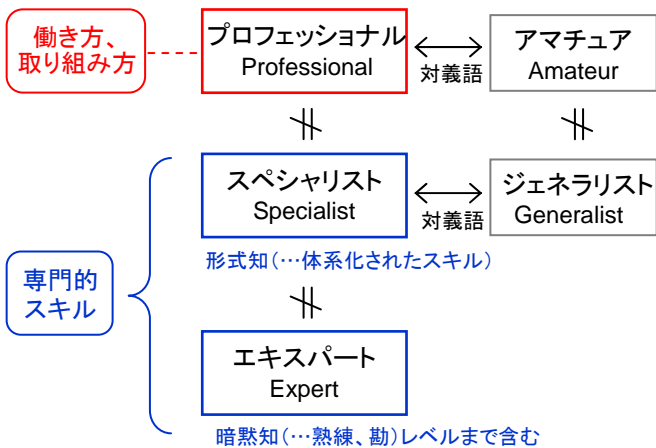 働き方、
取り組み方
プロフェッショナル
Professional
対義語
アマチュア
Amateur
スペシャリスト
Specialist
対義語
ジェネラリスト
Generalist
形式知(…体系化されたスキル)
専門的
スキル
エキスパート
Expert
暗黙知(…熟練、勘)レベルまで含む